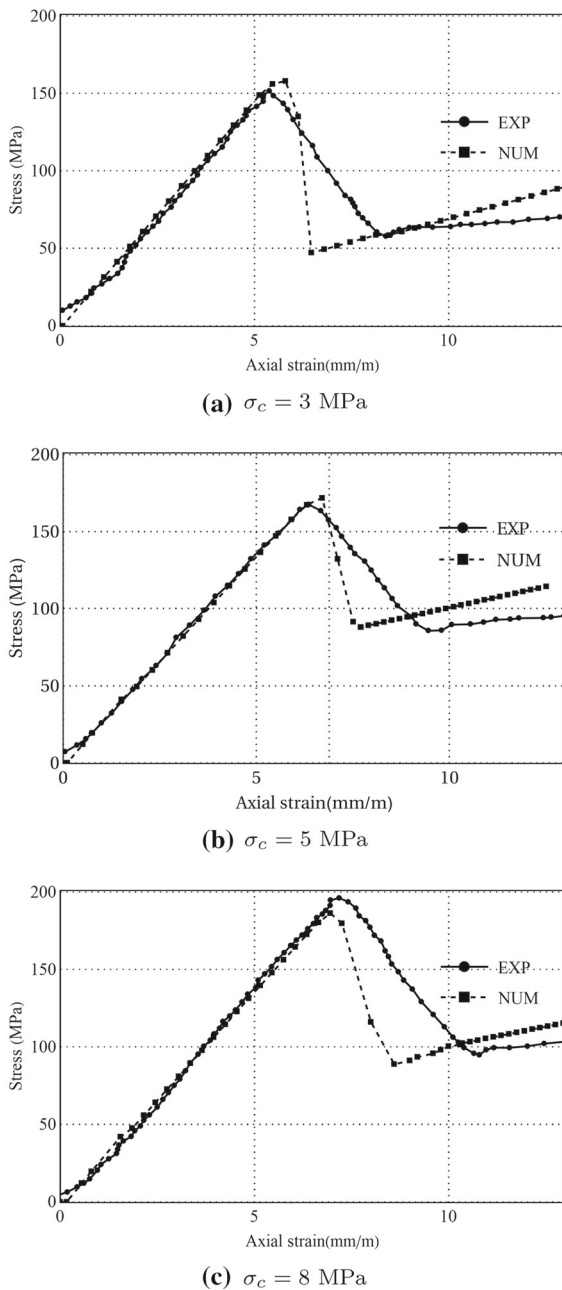 200
150
100
50
0
Stress (MPa)
EXP
NUM
0 5 10
Axial strain(mm/m)
(a) σc = 3 MPa
200
150
100
50
0
Stress (MPa)
EXP
NUM
0 5 10
Axial strain(mm/m)
(b) σc = 5 MPa
200
150
100
50
0
Stress (MPa)
EXP
NUM
0 5 10
Axial strain(mm/m)
(c) σc = 8 MPa